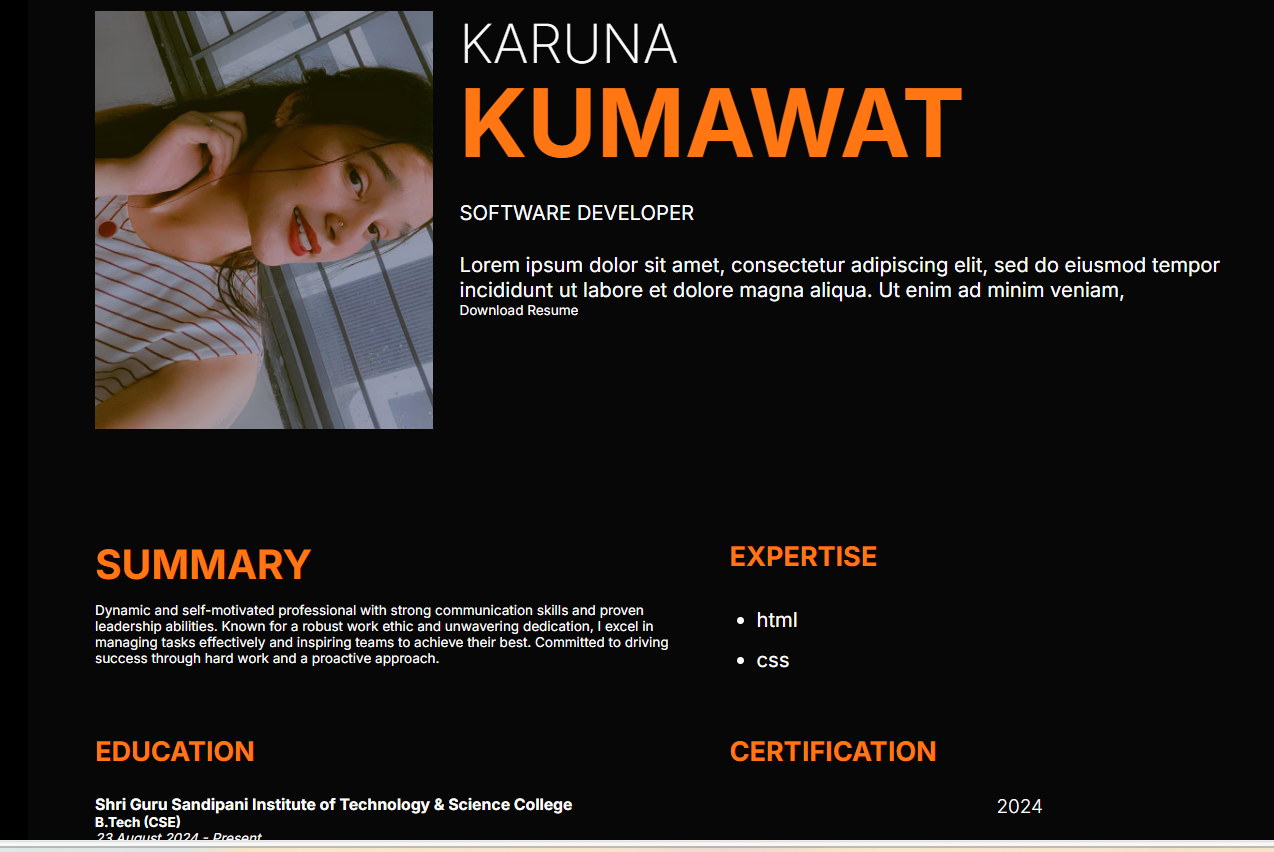 KARUNA
KUMAWAT
SOFTWARE DEVELOPER
Lorem ipsum dolor sit amet, consectetur adipiscing elit, sed do eiusmod tempor
incididunt ut labore et dolore magna aliqua. Ut enim ad minim veniam,
Download Resume
SUMMARY
Dynamic and self-motivated professional with strong communication skills and proven
leadership abilities. Known for a robust work ethic and unwavering dedication, I excel in
managing tasks effectively and inspiring teams to achieve their best. Committed to driving
success through hard work and a proactive approach.
EXPERTISE
• html
• css
EDUCATION
Shri Guru Sandipani Institute of Technology & Science College
B.Tech (CSE)
23 August 2024 - Present
CERTIFICATION
2024